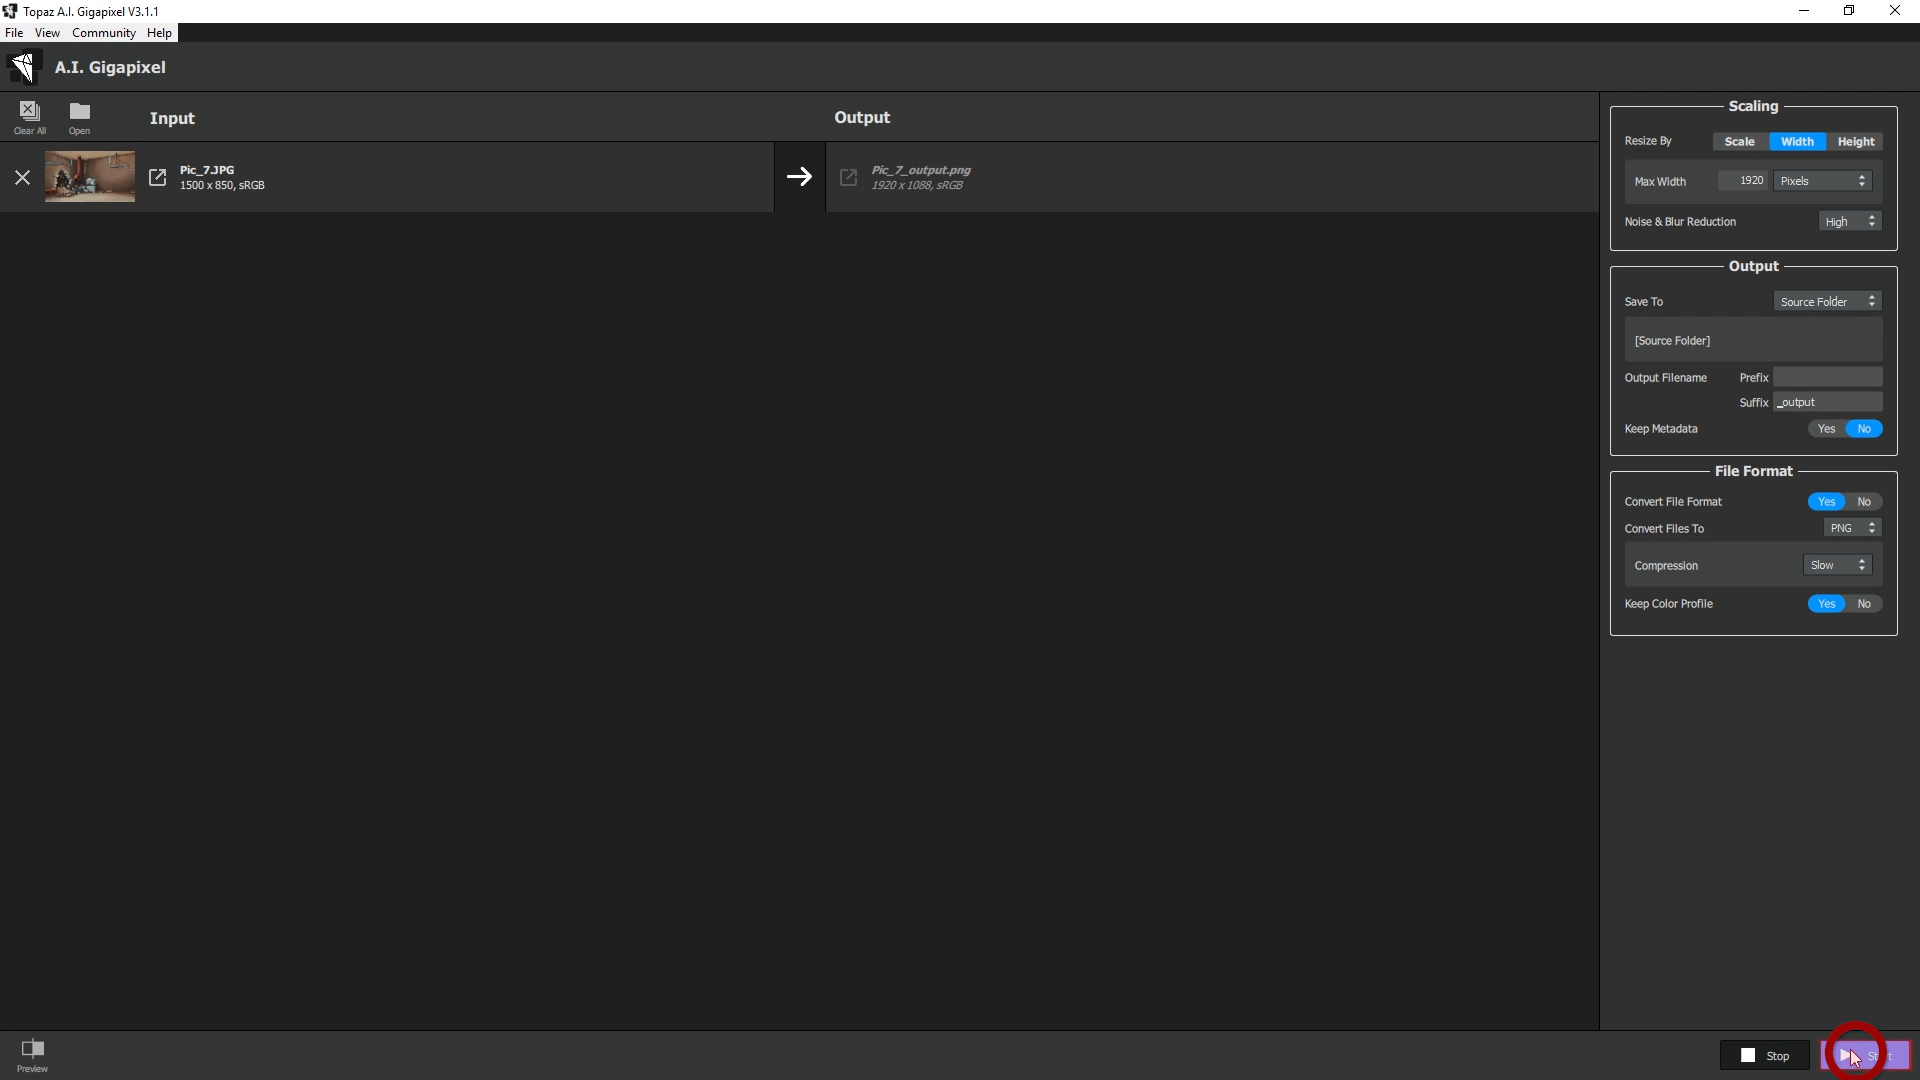 Topaz A.I. Gigapixel V3.1.1
File View Community Help
A.I. Gigapixel
Clear All Open Input Output
Pic_7.JPG
1500 x 850, sRGB
Pic_7_output.png
1920 x 1088, sRGB
Scaling
Resize By Scale Width Height
Max Width 1920 Pixels
Noise & Blur Reduction High
Output
Save To Source Folder
[Source Folder]
Output Filename Prefix
Suffix _output
Keep Metadata Yes No
File Format
Convert File Format Yes No
Convert Files To PNG
Compression Slow
Keep Color Profile Yes No
Preview
Stop